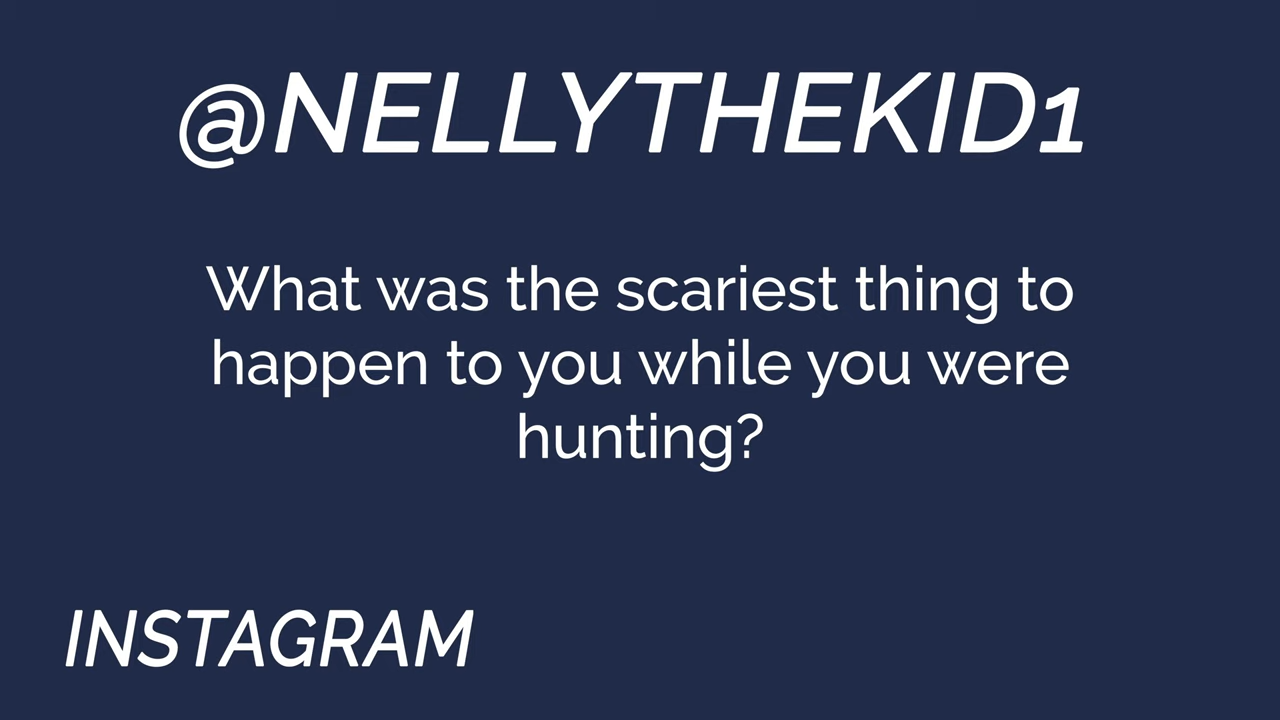 @NELLYTHEKID1
What was the scariest thing to
happen to you while you were
hunting?
INSTAGRAM